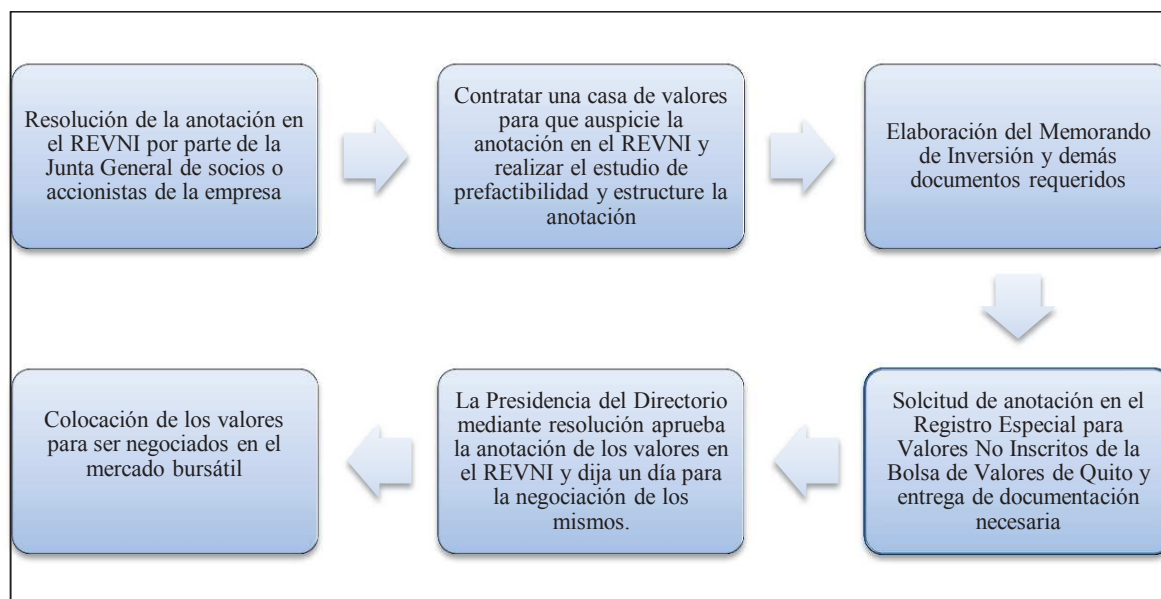 Resolución de la anotación en
el REVNI por parte de la
Junta General de socios o
accionistas de la empresa
Contratar una casa de valores
para que auspicie la
anotación en el REVNI y
realizar el estudio de
prefactibilidad y estructure la
anotación
Elaboración del Memorando
de Inversión y demás
documentos requeridos
Solcitud de anotación en el
Registro Especial para
Valores No Inscritos de la
Bolsa de Valores de Quito y
entrega de documentación
necesaria
La Presidencia del Directorio
mediante resolución aprueba
la anotación de los valores en
el REVNI y dija un día para
la negociación de los
mismos.
Colocación de los valores
para ser negociados en el
mercado bursátil